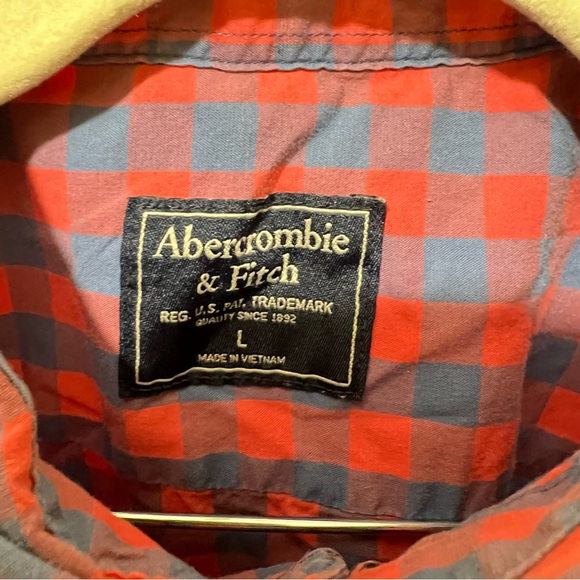 Abercrombie
& Fitch
REG. U.S. PAT. TRADEMARK
QUALITY SINCE 1892
L
MADE IN VIETNAM